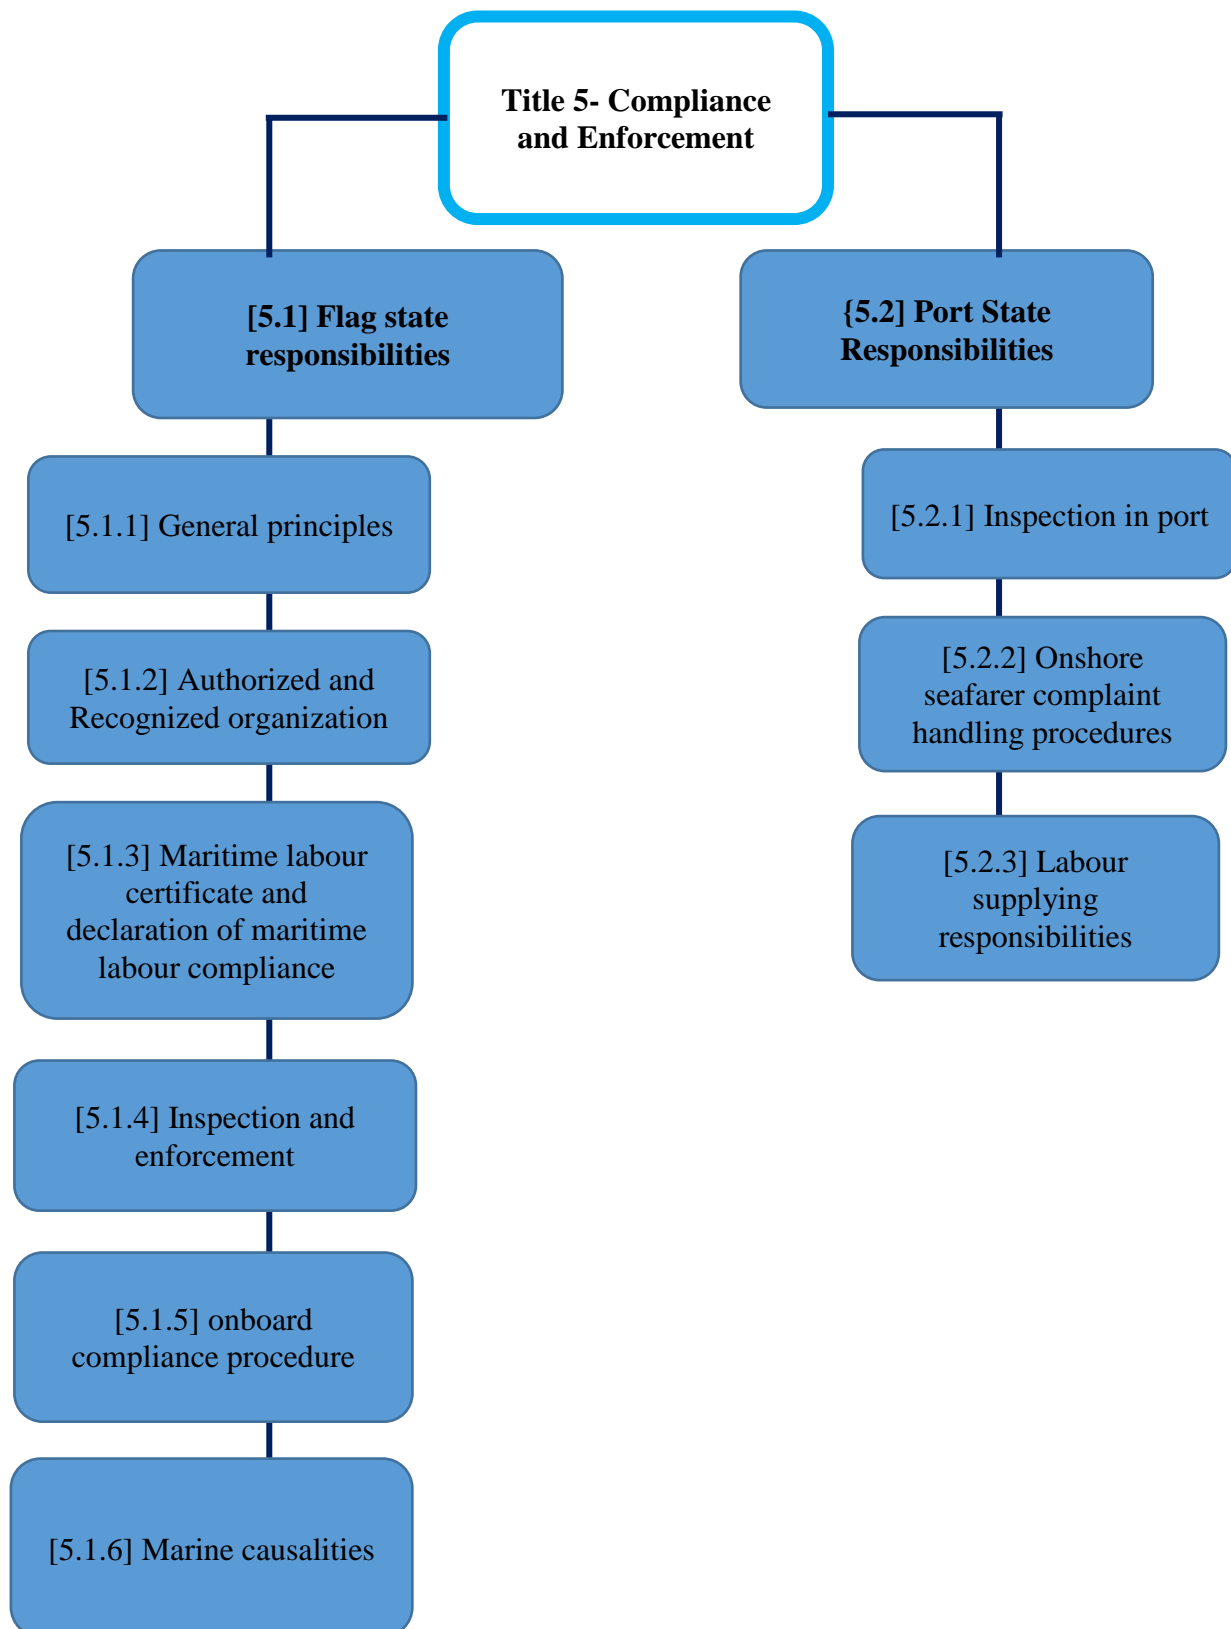 Title 5- Compliance
and Enforcement
[5.1] Flag state
responsibilities
[5.1.1] General principles
[5.1.2] Authorized and
Recognized organization
[5.1.3] Maritime labour
certificate and
declaration of maritime
labour compliance
[5.1.4] Inspection and
enforcement
[5.1.5] onboard
compliance procedure
[5.1.6] Marine causalities
{5.2] Port State
Responsibilities
[5.2.1] Inspection in port
[5.2.2] Onshore
seafarer complaint
handling procedures
[5.2.3] Labour
supplying
responsibilities